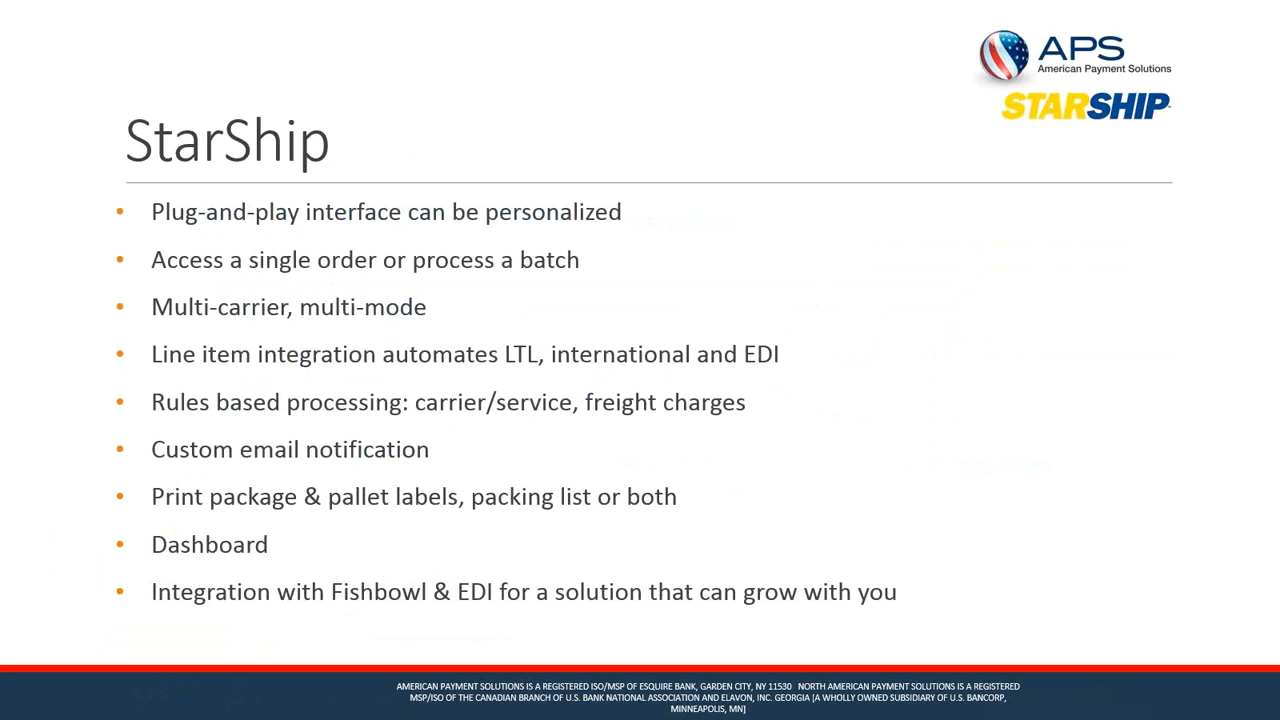 APS
American Payment Solutions
STARSHIP
StarShip
• Plug-and-play interface can be personalized
• Access a single order or process a batch
• Multi-carrier, multi-mode
• Line item integration automates LTL, international and EDI
• Rules based processing: carrier/service, freight charges
• Custom email notification
• Print package & pallet labels, packing list or both
• Dashboard
• Integration with Fishbowl & EDI for a solution that can grow with you
AMERICAN PAYMENT SOLUTIONS IS A REGISTERED ISO/MSP OF ESQUIRE BANK, GARDEN CITY, NY 11530 NORTH AMERICAN PAYMENT SOLUTIONS IS A REGISTERED
MSP/ISO OF THE CANADIAN BRANCH OF U.S. BANK NATIONAL ASSOCIATION AND ELAVON, INC. GEORGIA [A WHOLLY OWNED SUBSIDIARY OF U.S. BANCORP,
MINNEAPOLIS, MN]